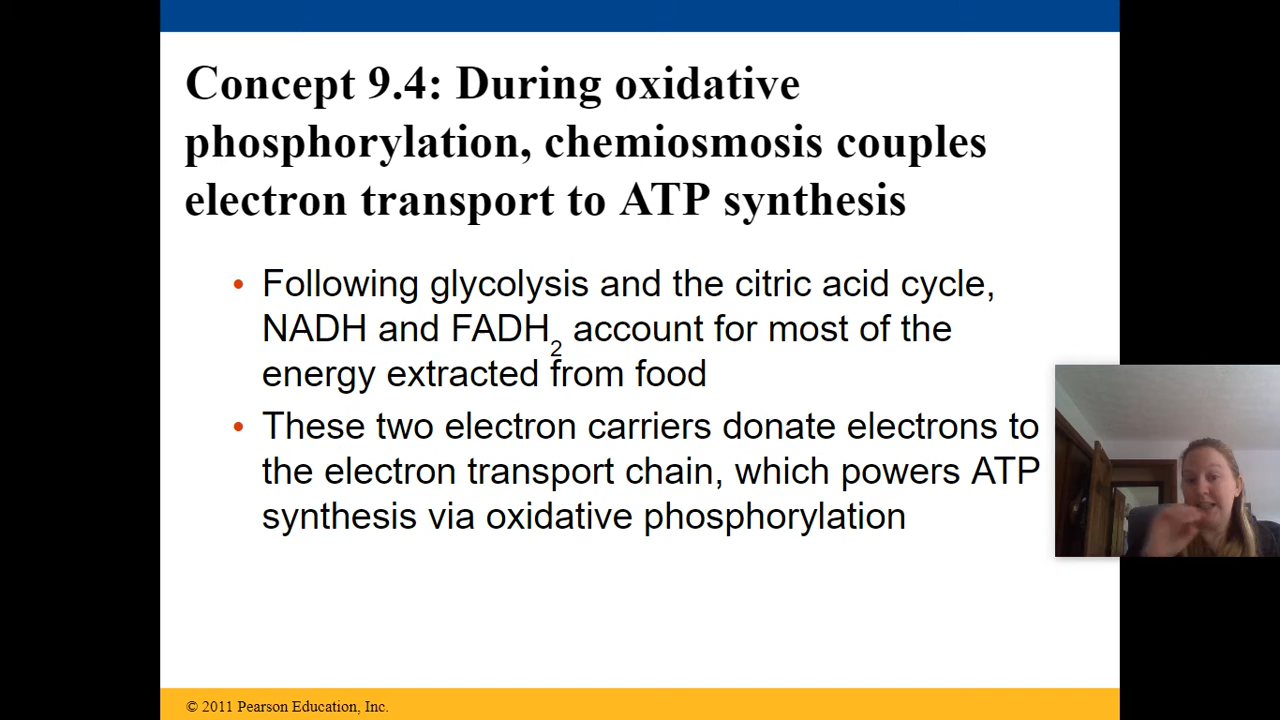 Concept 9.4: During oxidative
phosphorylation, chemiosmosis couples
electron transport to ATP synthesis
• Following glycolysis and the citric acid cycle,
NADH and FADH2 account for most of the
energy extracted from food
• These two electron carriers donate electrons to
the electron transport chain, which powers ATP
synthesis via oxidative phosphorylation
© 2011 Pearson Education, Inc.